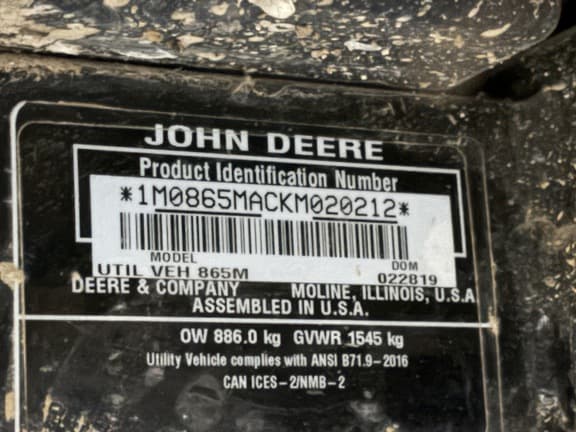 JOHN DEERE
Product Identification Number
*1M0865MACKM020212*
MODEL DOM
UTIL VEH 865M 022819
DEERE & COMPANY MOLINE, ILLINOIS, U.S.A
ASSEMBLED IN U.S.A.
OW 886.0 kg GVWR 1545 kg
Utility Vehicle complies with ANSI B71.9-2016
CAN ICES-2/NMB-2